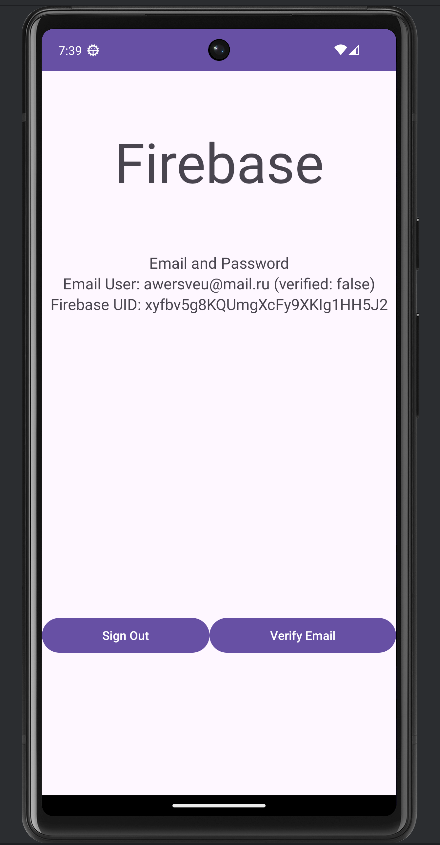 7:39
Firebase
Email and Password
Email User: awersveu@mail.ru (verified: false)
Firebase UID: xyfbv5g8KQUmgXcFy9XKIg1HH5J2
Sign Out
Verify Email